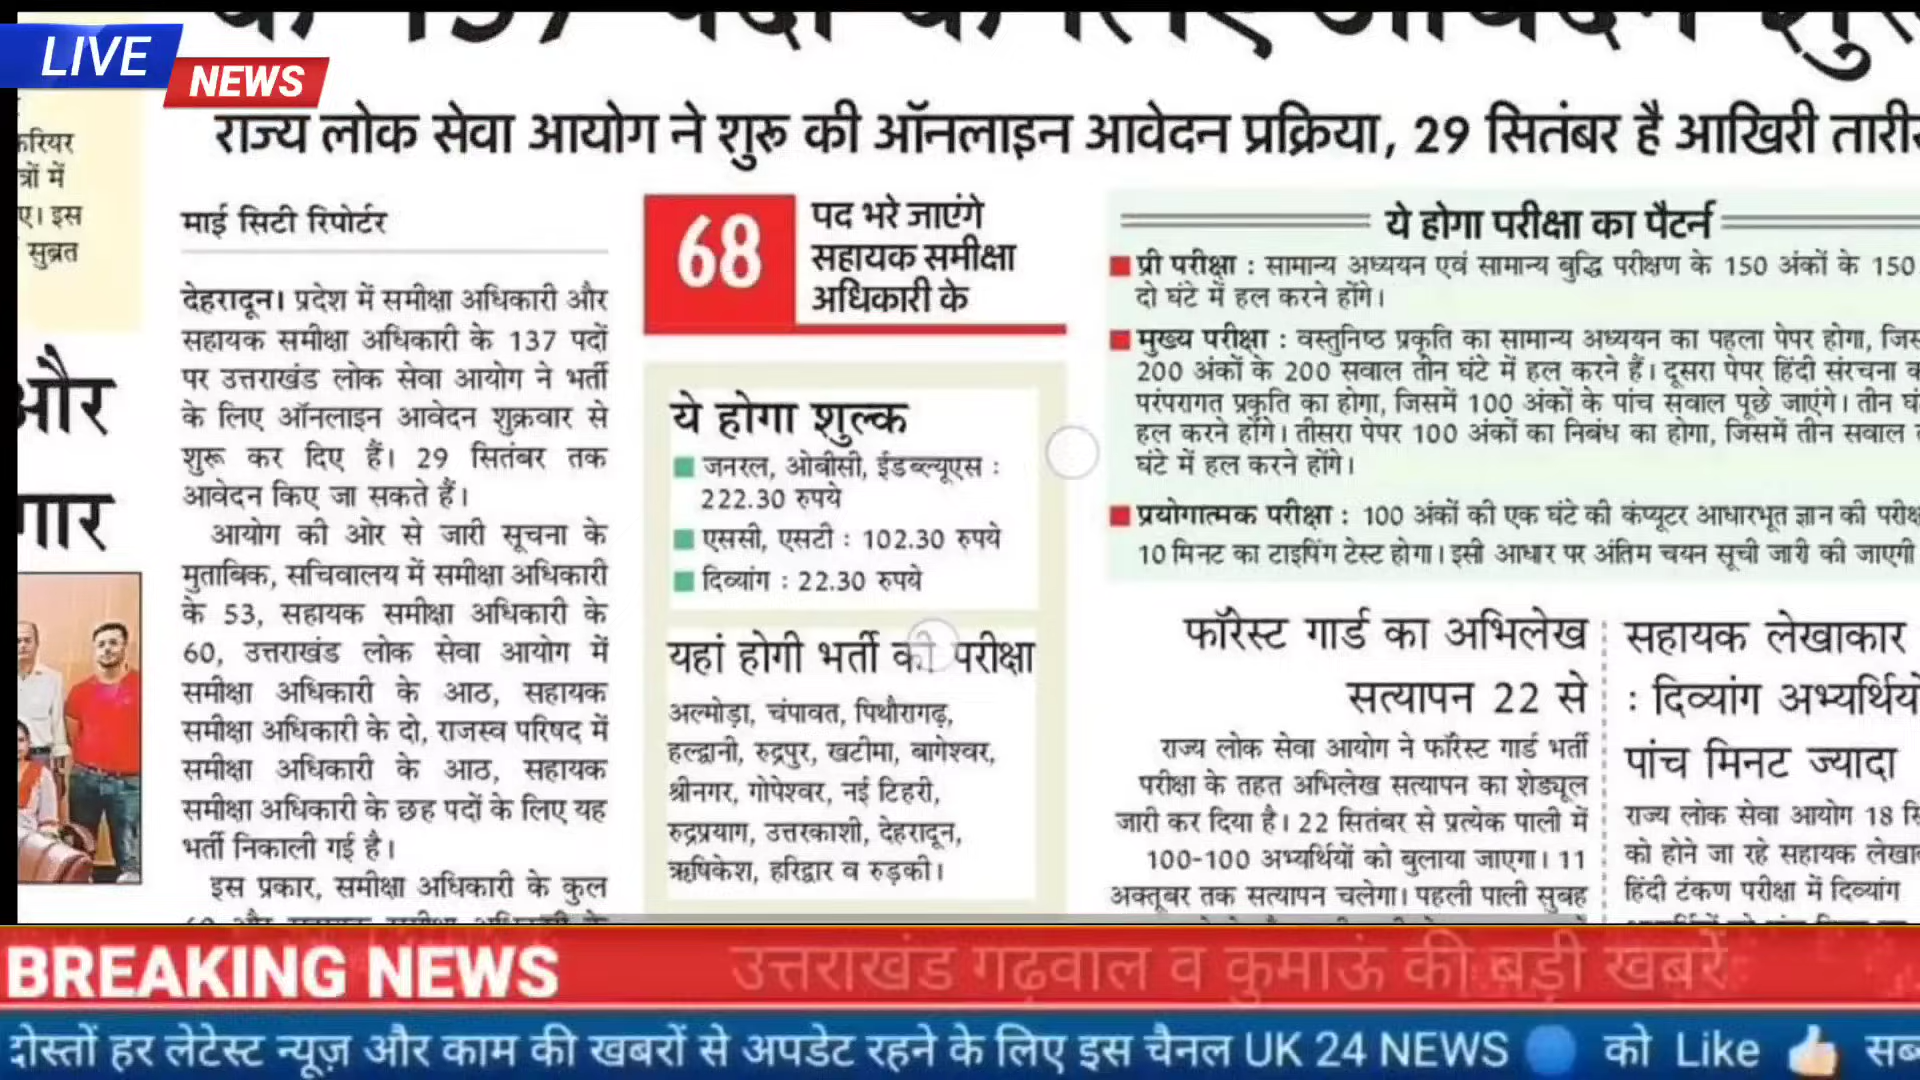 के 137 पदों के लिए आवेदन शुरू
LIVE
NEWS
राज्य लोक सेवा आयोग ने शुरू की ऑनलाइन आवेदन प्रक्रिया, 29 सितंबर है आखिरी
त्रों में
ए। इस
सुब्रत
और
गार
माई सिटी रिपोर्टर
देहरादून। प्रदेश में समीक्षा अधिकारी और
सहायक समीक्षा अधिकारी के 137 पदों
पर उत्तराखंड लोक सेवा आयोग ने भर्ती
के लिए ऑनलाइन आवेदन शुक्रवार से
शुरू कर दिए हैं। 29 सितंबर तक
आवेदन किए जा सकते हैं।
आयोग की ओर से जारी सूचना के
मुताबिक, सचिवालय में समीक्षा अधिकारी
के 53, सहायक समीक्षा अधिकारी के
60, उत्तराखंड लोक सेवा आयोग में
समीक्षा अधिकारी के आठ, सहायक
समीक्षा अधिकारी के दो, राजस्व परिषद में
समीक्षा अधिकारी के आठ, सहायक
समीक्षा अधिकारी के छह पदों के लिए यह
भर्ती निकाली गई है।
इस प्रकार, समीक्षा अधिकारी के कुल
68
पद भरे जाएंगे
सहायक समीक्षा
अधिकारी के
ये होगा शुल्क
जनरल, ओबीसी, ईडब्ल्यूएस :
222.30 रुपये
एससी, एसटी : 102.30 रुपये
दिव्यांग : 22.30 रुपये
यहां होगी भर्ती की परीक्षा
अल्मोड़ा, चंपावत, पिथौरागढ़,
हल्द्वानी, रुद्रपुर, खटीमा, बागेश्वर,
श्रीनगर, गोपेश्वर, नई टिहरी,
रुद्रप्रयाग, उत्तरकाशी, देहरादून,
ऋषिकेश, हरिद्वार व रुड़की।
ये होगा परीक्षा का पैटर्न
प्री परीक्षा : सामान्य अध्ययन एवं सामान्य बुद्धि परीक्षण के 150 अंकों के 150
दो घंटे में हल करने होंगे।
मुख्य परीक्षा : वस्तुनिष्ठ प्रकृति का सामान्य अध्ययन का पहला पेपर होगा,
200 अंकों के 200 सवाल तीन घंटे में हल करने हैं। दूसरा पेपर हिंदी संरचना
परंपरागत प्रकृति का होगा, जिसमें 100 अंकों के पांच सवाल पूछे जाएंगे। तीन
हल करने होंगे। तीसरा पेपर 100 अंकों का निबंध का होगा, जिसमें तीन सवाल
घंटे में हल करने होंगे।
प्रयोगात्मक परीक्षा : 100 अंकों की एक घंटे की कंप्यूटर आधारभूत ज्ञान की
10 मिनट का टाइपिंग टेस्ट होगा। इसी आधार पर अंतिम चयन सूची जारी की जाएगी
फॉरेस्ट गार्ड का अभिलेख
सत्यापन 22 से
राज्य लोक सेवा आयोग ने फॉरेस्ट गार्ड भर्ती
परीक्षा के तहत अभिलेख सत्यापन का शेड्यूल
जारी कर दिया है। 22 सितंबर से प्रत्येक पाली में
100-100 अभ्यर्थियों को बुलाया जाएगा। 11
अक्तूबर तक सत्यापन चलेगा। पहली पाली सुबह
सहायक लेखाकार
: दिव्यांग
पांच मिनट ज्यादा
राज्य लोक सेवा आयोग 18
को होने जा रहे सहायक
हिंदी टंकण परीक्षा में दिव्यांग
BREAKING NEWS
उत्तराखंड गढ़वाल व कुमाऊं की बड़ी खबरें
दोस्तों हर लेटेस्ट न्यूज़ और काम की खबरों से अपडेट रहने के लिए इस चैनल UK 24 NEWS 🔵 को Like 👍